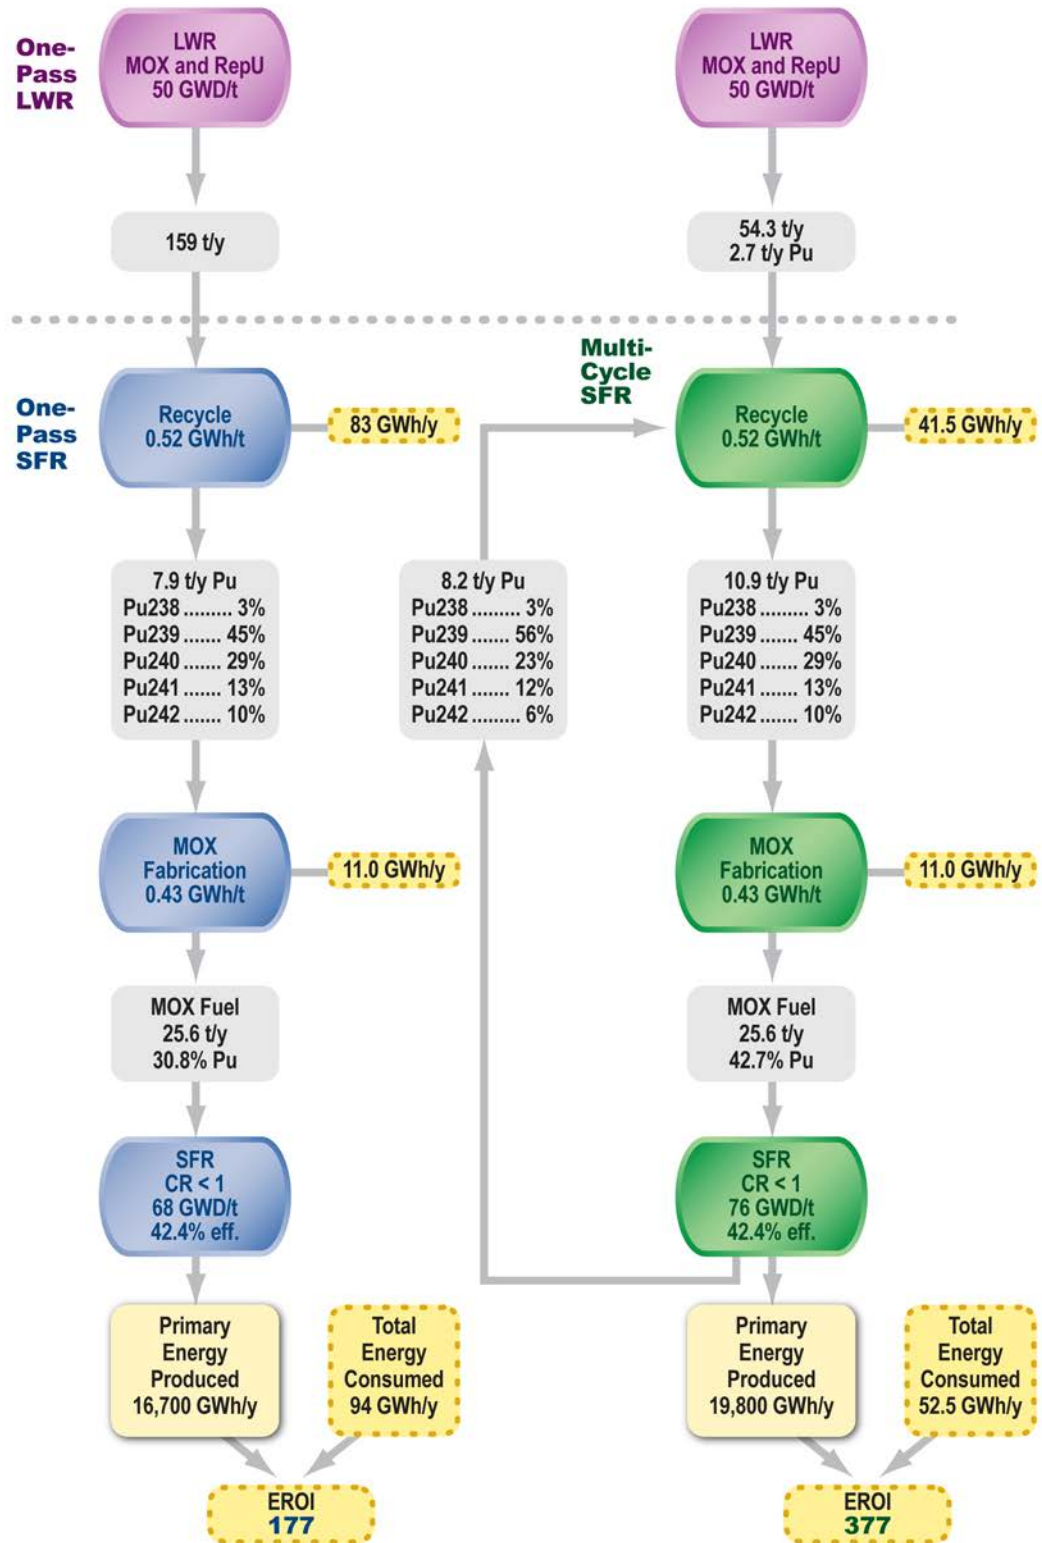 One-
Pass
LWR
LWR
MOX and RepU
50 GWD/t
LWR
MOX and RepU
50 GWD/t
159 t/y
54.3 t/y
2.7 t/y Pu
One-
Pass
SFR
Recycle
0.52 GWh/t
83 GWh/y
Multi-
Cycle
SFR
Recycle
0.52 GWh/t
41.5 GWh/y
7.9 t/y Pu
Pu238 ......... 3%
Pu239 ....... 45%
Pu240 ....... 29%
Pu241 ....... 13%
Pu242 ....... 10%
8.2 t/y Pu
Pu238 ......... 3%
Pu239 ....... 56%
Pu240 ....... 23%
Pu241 ....... 12%
Pu242 ......... 6%
10.9 t/y Pu
Pu238 ......... 3%
Pu239 ....... 45%
Pu240 ....... 29%
Pu241 ....... 13%
Pu242 ....... 10%
MOX
Fabrication
0.43 GWh/t
11.0 GWh/y
MOX
Fabrication
0.43 GWh/t
11.0 GWh/y
MOX Fuel
25.6 t/y
30.8% Pu
MOX Fuel
25.6 t/y
42.7% Pu
SFR
CR < 1
68 GWD/t
42.4% eff.
SFR
CR < 1
76 GWD/t
42.4% eff.
Primary
Energy
Produced
16,700 GWh/y
Total
Energy
Consumed
94 GWh/y
Primary
Energy
Produced
19,800 GWh/y
Total
Energy
Consumed
52.5 GWh/y
EROI
177
EROI
377